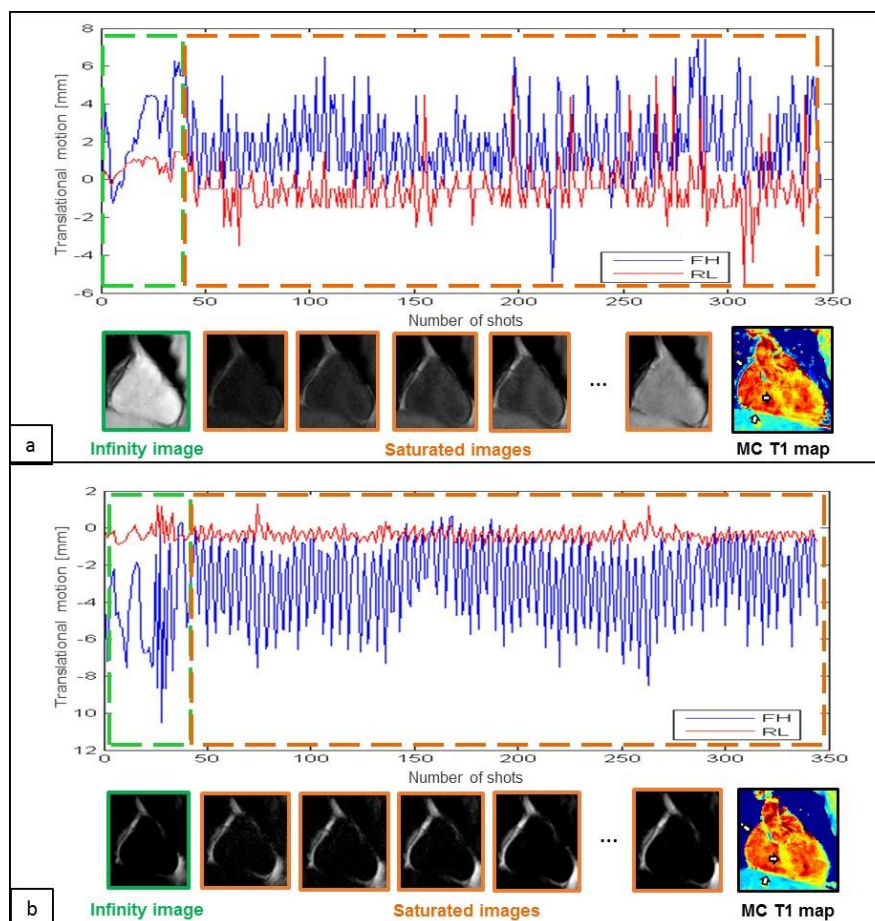 8
6
4
2
0
-2
-4
-6
Translational motion [mm]
0 50 100 150 200 250 300 350
Number of shots
FH
RL
...
Infinity image Saturated images MC T1 map
a
2
0
-2
-4
-6
-8
10
12
Translational motion [mm]
0 50 100 150 200 250 300 350
Number of shots
FH
RL
...
Infinity image Saturated images MC T1 map
b